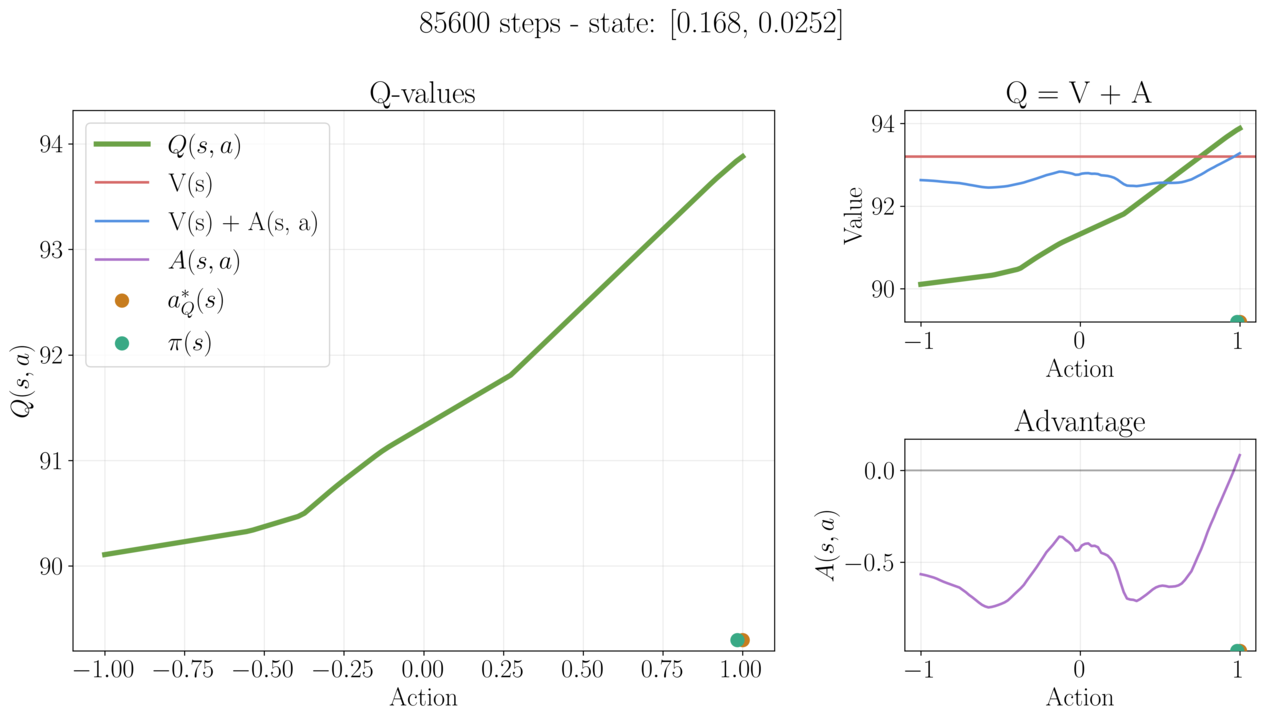 85600 steps - state: [0.168, 0.0252]
Q-values
Q(s, a)
94
93
92
91
90
Q(s, a)
V(s)
V(s) + A(s, a)
A(s, a)
a*Q(s)
π(s)
−1.00 −0.75 −0.50 −0.25 0.00 0.25 0.50 0.75 1.00
Action
Q = V + A
Value
94
92
90
−1 0 1
Action
Advantage
A(s, a)
0.0
−0.5
−1 0 1
Action